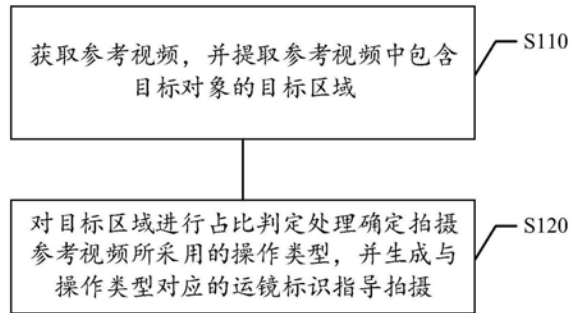 获取参考视频，并提取参考视频中包含
目标对象的目标区域
S110
对目标区域进行占比判定处理确定拍摄
参考视频所采用的操作类型，并生成与
操作类型对应的运镜标识指导拍摄
S120